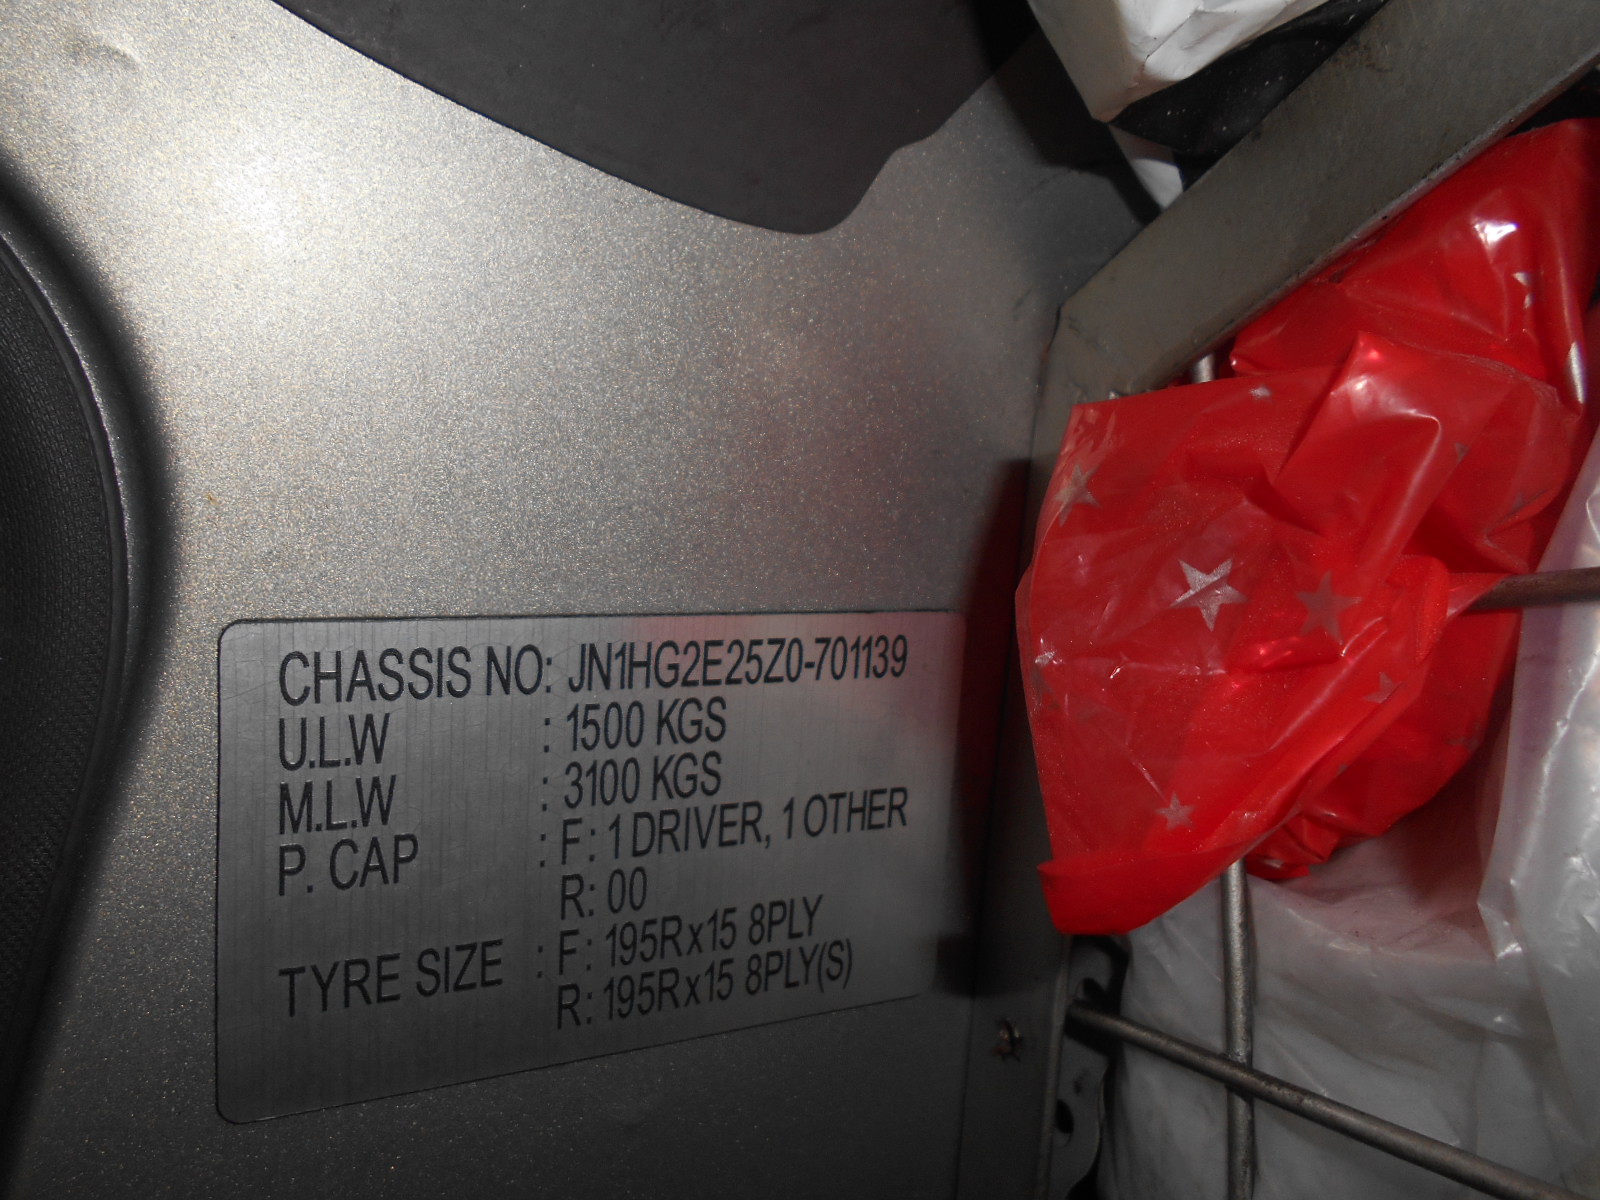 CHASSIS NO: JN1HG2E25Z0-701139
U.L.W : 1500 KGS
M.L.W : 3100 KGS
P. CAP : F: 1 DRIVER, 1 OTHER
R: 00
TYRE SIZE : F: 195Rx15 8PLY
R: 195Rx15 8PLY(S)